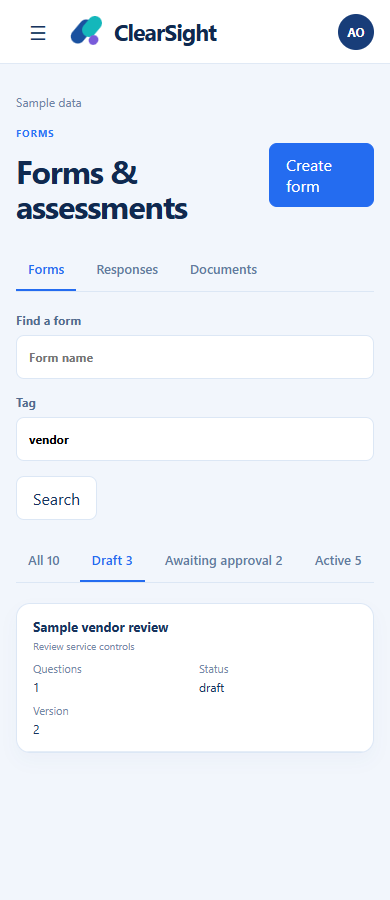 ClearSight
AO
Sample data
FORMS
Forms &
assessments
Create
form
Forms
Responses
Documents
Find a form
Form name
Tag
vendor
Search
All 10
Draft 3
Awaiting approval 2
Active 5
Sample vendor review
Review service controls
Questions
1
Status
draft
Version
2